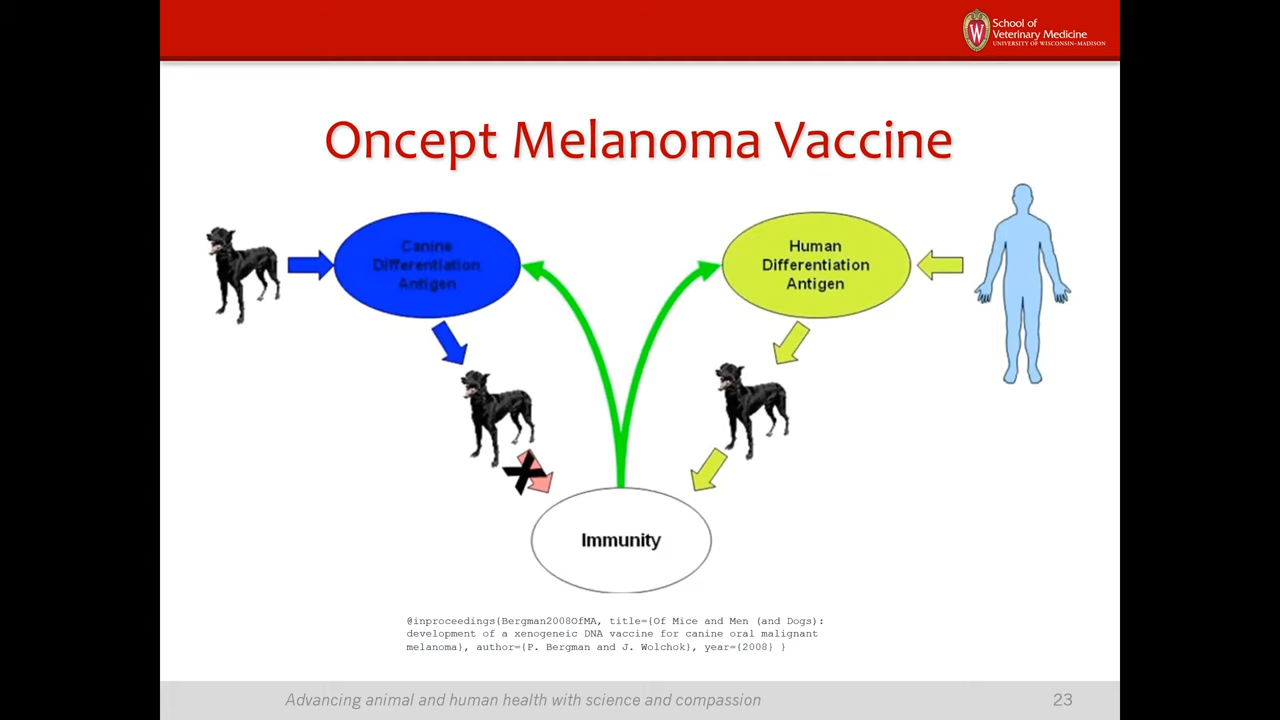 School of
Veterinary Medicine
UNIVERSITY OF WISCONSIN-MADISON
Oncept Melanoma Vaccine
Canine
Differentiation
Antigen
Human
Differentiation
Antigen
Immunity
@inproceedings{Bergman2008OfMA, title={Of Mice and Men (and Dogs):
development of a xenogeneic DNA vaccine for canine oral malignant
melanoma}, author={P. Bergman and J. Wolchok}, year={2008} }
Advancing animal and human health with science and compassion
23